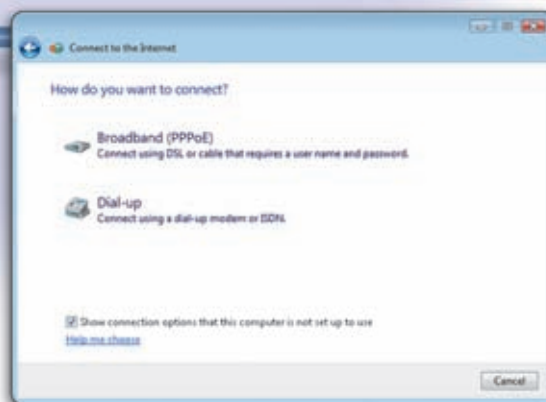 Connect to the Internet
How do you want to connect?
Broadband (PPPoE)
Connect using DSL or cable that requires a user name and password.
Dial-up
Connect using a dial-up modem or ISDN.
Show connection options that this computer is not set up to use
Help me choose
Cancel